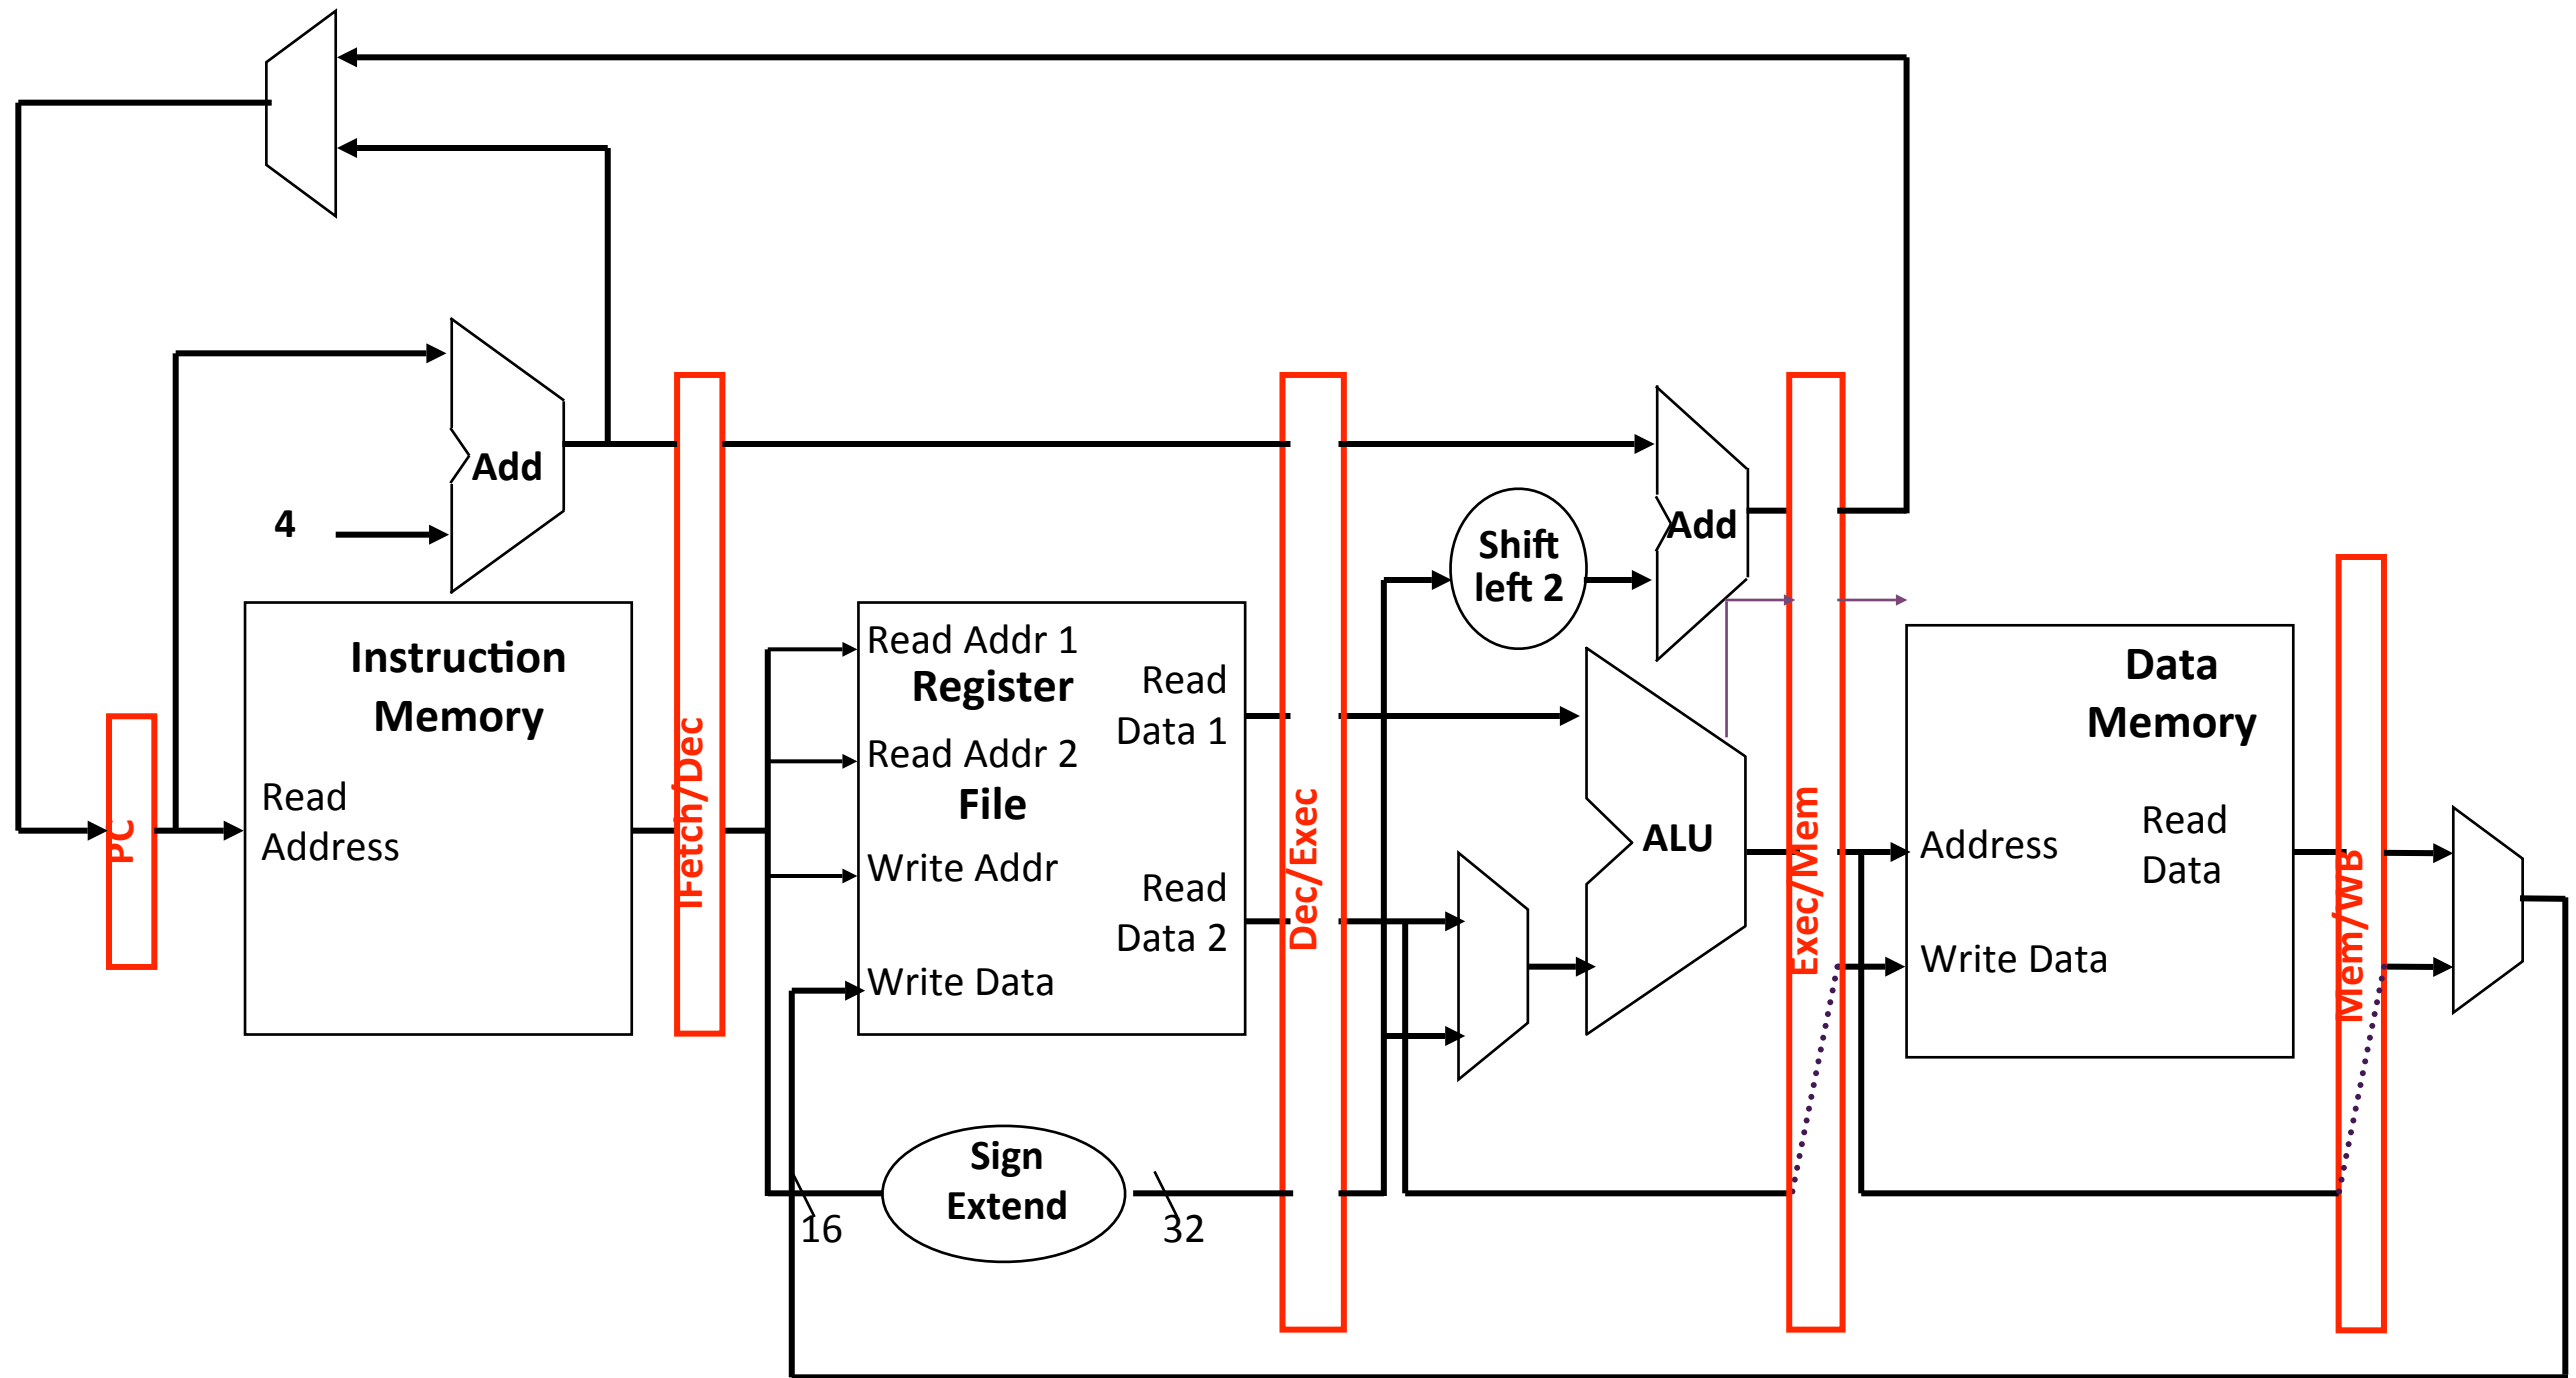 Add
4
Add
Shift
left 2
Instruction
Memory
Read
Address
PC
IFetch/Dec
Read Addr 1
Register
Read
Data 1
Read Addr 2
File
Write Addr
Read
Data 2
Write Data
Sign
Extend
16
32
Dec/Exec
ALU
Exec/Mem
Data
Memory
Address
Read
Data
Write Data
Mem/WB